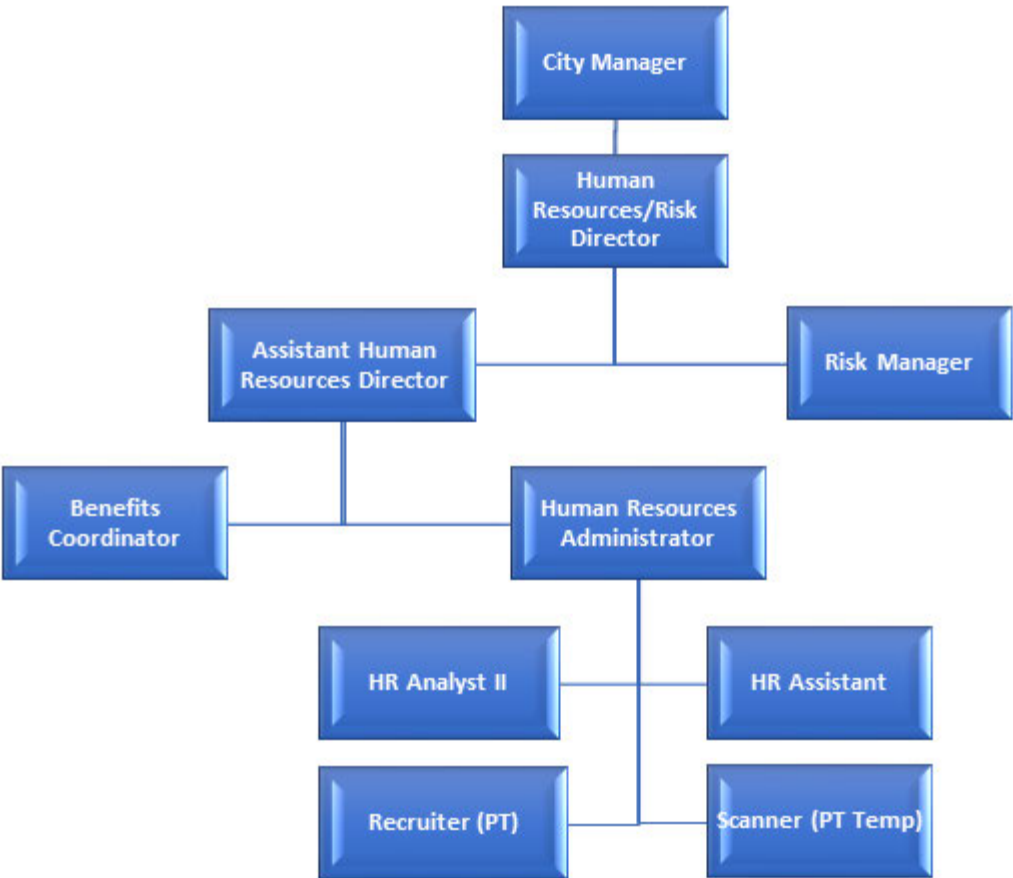 City Manager
Human
Resources/Risk
Director
Assistant Human
Resources Director
Risk Manager
Benefits
Coordinator
Human Resources
Administrator
HR Analyst II
HR Assistant
Recruiter (PT)
Scanner (PT Temp)